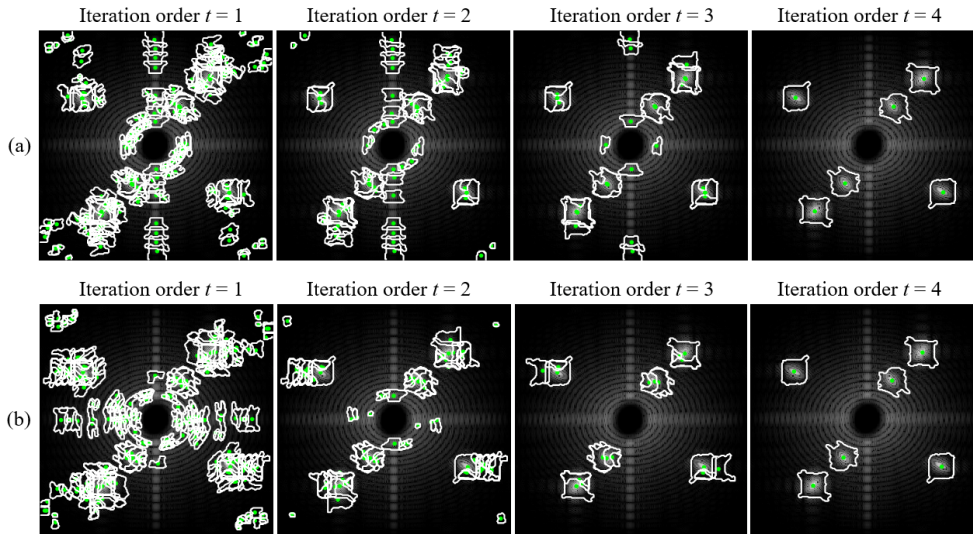 Iteration order t = 1 Iteration order t = 2 Iteration order t = 3 Iteration order t = 4
(a)
Iteration order t = 1 Iteration order t = 2 Iteration order t = 3 Iteration order t = 4
(b)